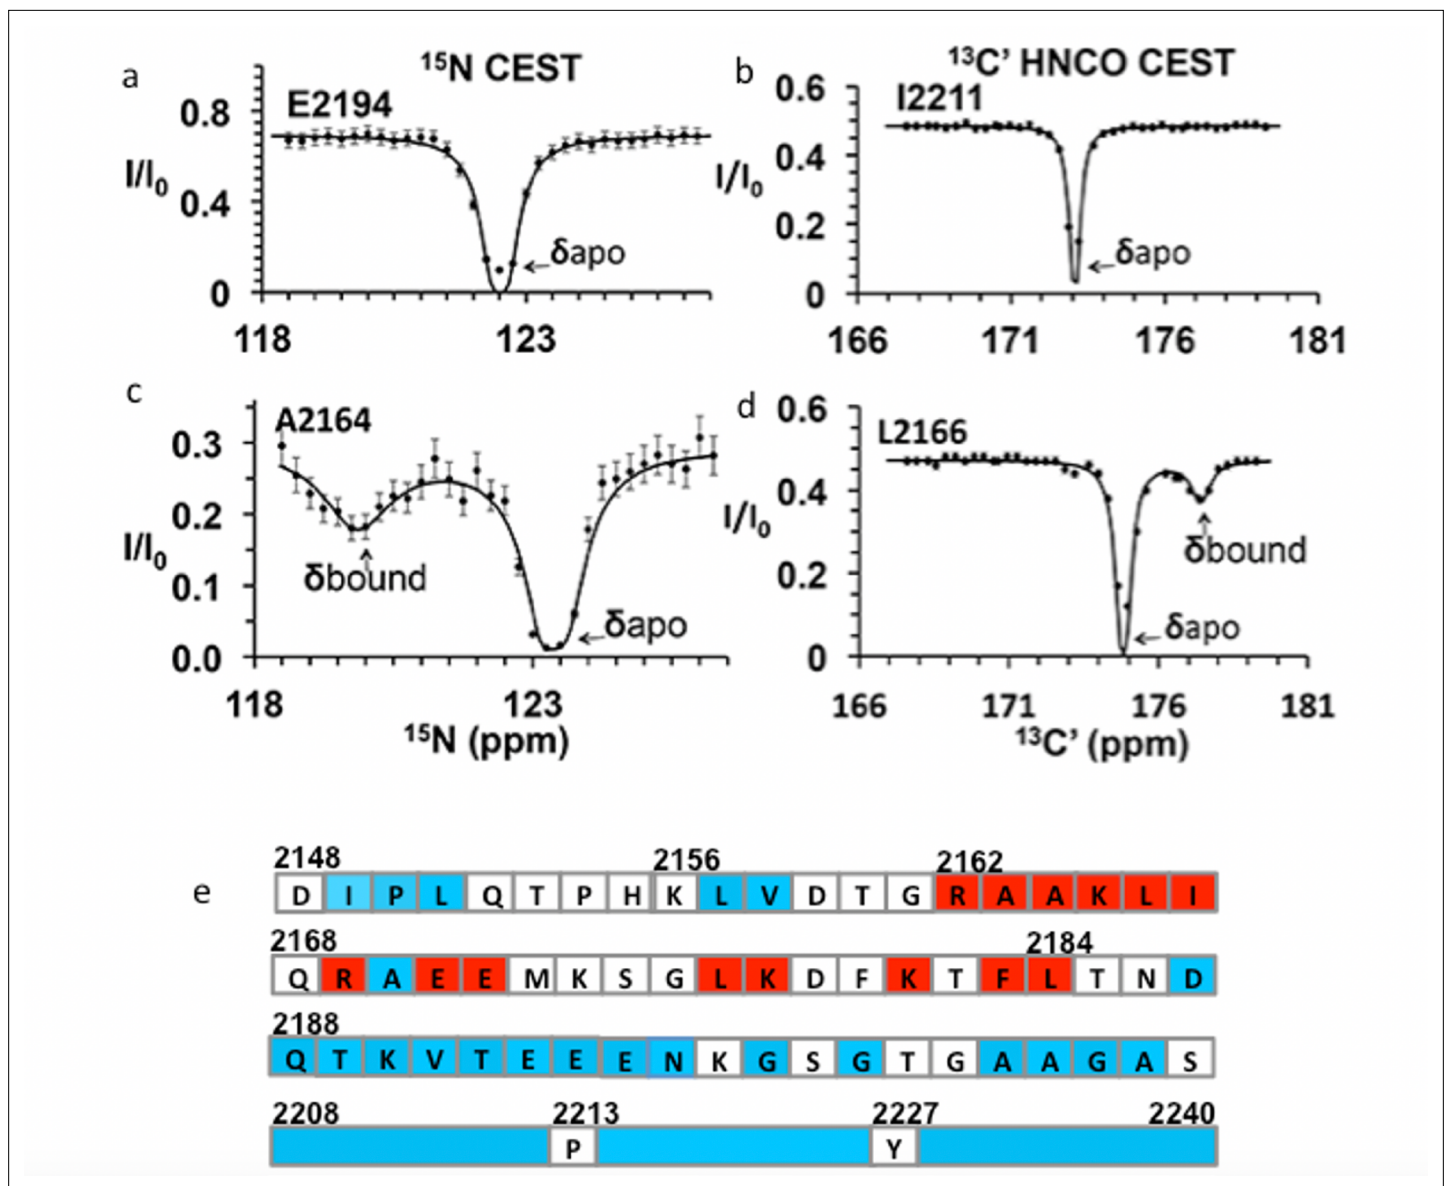 a
¹⁵N CEST
E2194
0.8
0.4
0
I/I₀
δapo
118
123
b
¹³C’ HNCO CEST
I2211
0.6
0.4
0.2
0
I/I₀
δapo
166
171
176
181
c
A2164
0.3
0.2
0.1
0.0
I/I₀
δbound
δapo
118
123
¹⁵N (ppm)
d
L2166
0.6
0.4
0.2
0
I/I₀
δbound
δapo
166
171
176
181
¹³C’ (ppm)
e
2148 2156 2162
D I P L Q T P H K L V D T G R A A K L I
2168 2184
Q R A E E M K S G L K D F K T F L T N D
2188
Q T K V T E E E N K G S G T G A A G A S
2208 2213 2227 2240
P Y